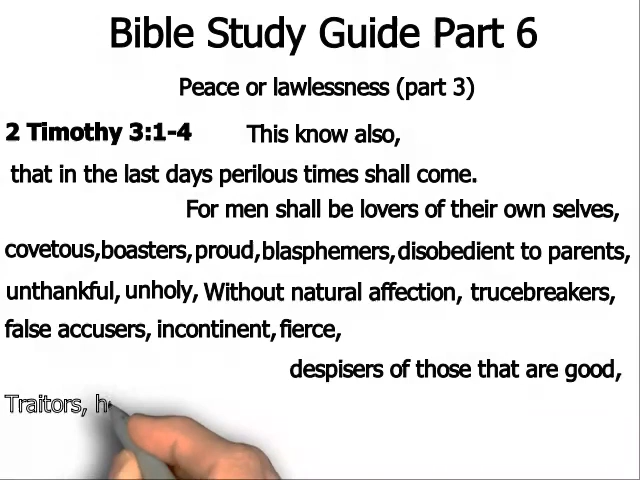 Bible Study Guide Part 6
Peace or lawlessness (part 3)
2 Timothy 3:1-4 This know also,
that in the last days perilous times shall come.
For men shall be lovers of their own selves,
covetous, boasters, proud, blasphemers, disobedient to parents,
unthankful, unholy, Without natural affection, trucebreakers,
false accusers, incontinent, fierce,
despisers of those that are good,
Traitors,